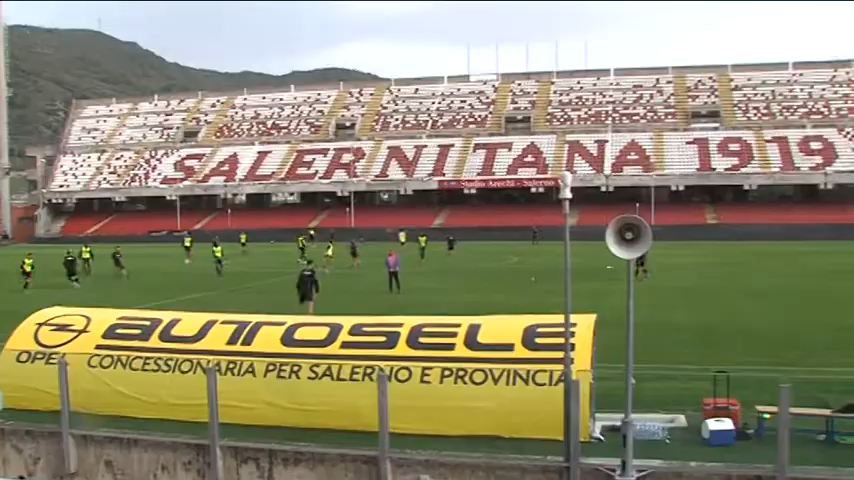 SALERNITANA 1919
Stadio Arechi - Salerno
AUTOSELE
OPEL
CONCESSIONARIA PER SALERNO E PROVINCIA